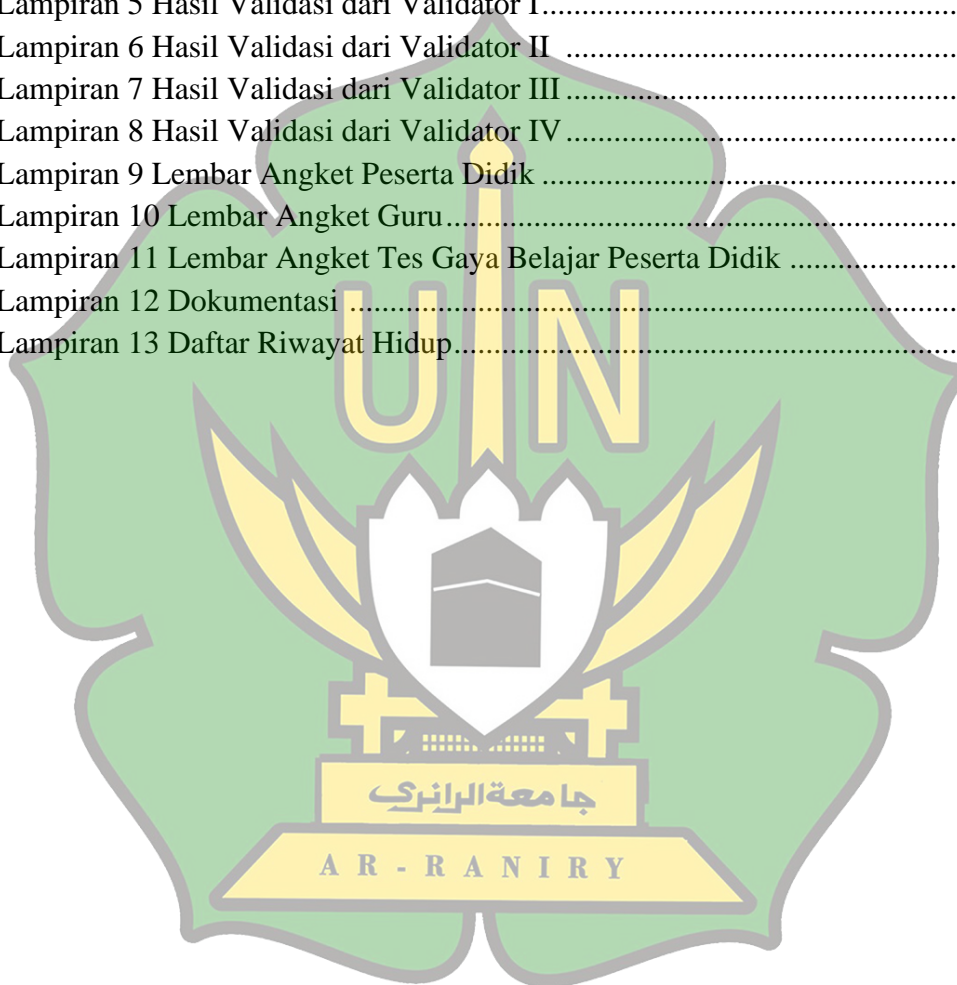 Lampiran 5 Hasil Validasi dari Validator I......................................................
Lampiran 6 Hasil Validasi dari Validator II ..................................................
Lampiran 7 Hasil Validasi dari Validator III..................................................
Lampiran 8 Hasil Validasi dari Validator IV..................................................
Lampiran 9 Lembar Angket Peserta Didik .....................................................
Lampiran 10 Lembar Angket Guru.................................................................
Lampiran 11 Lembar Angket Tes Gaya Belajar Peserta Didik .....................
Lampiran 12 Dokumentasi ..............................................................................
Lampiran 13 Daftar Riwayat Hidup................................................................
UIN
جامعةالرانري
AR-RANIRY